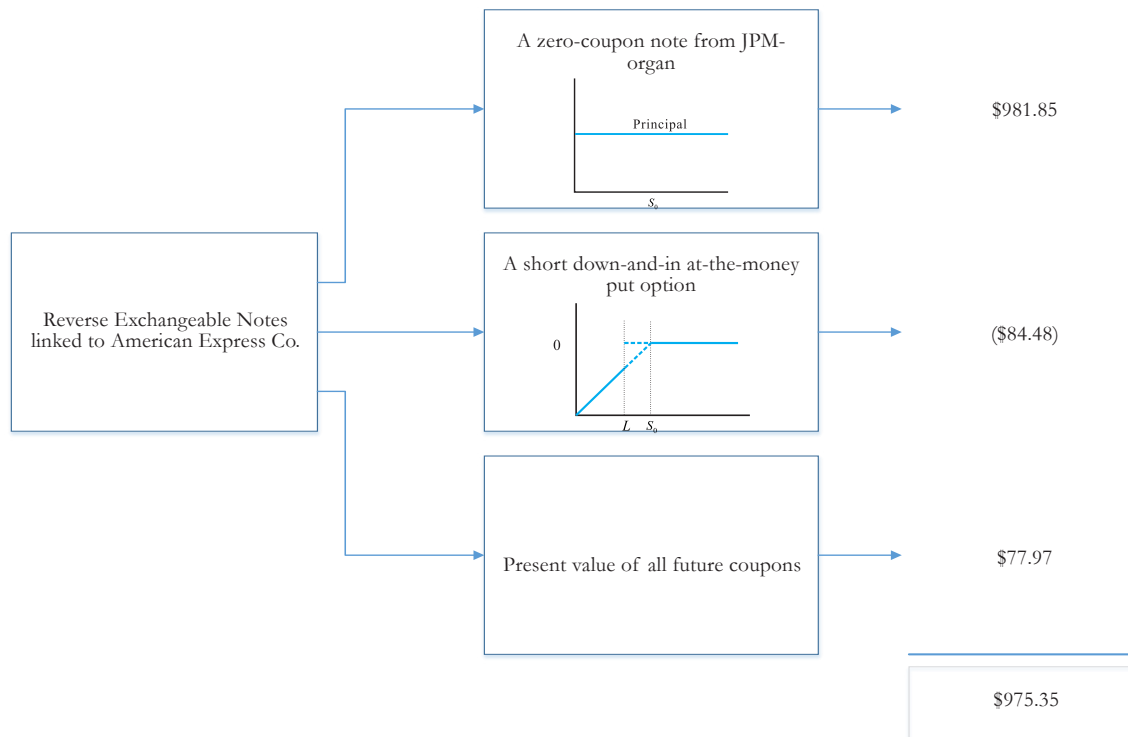 A zero-coupon note from JPM-
organ
Principal
S₀
$981.85
Reverse Exchangeable Notes
linked to American Express Co.
A short down-and-in at-the-money
put option
0
L S₀
($84.48)
Present value of all future coupons
$77.97
$975.35